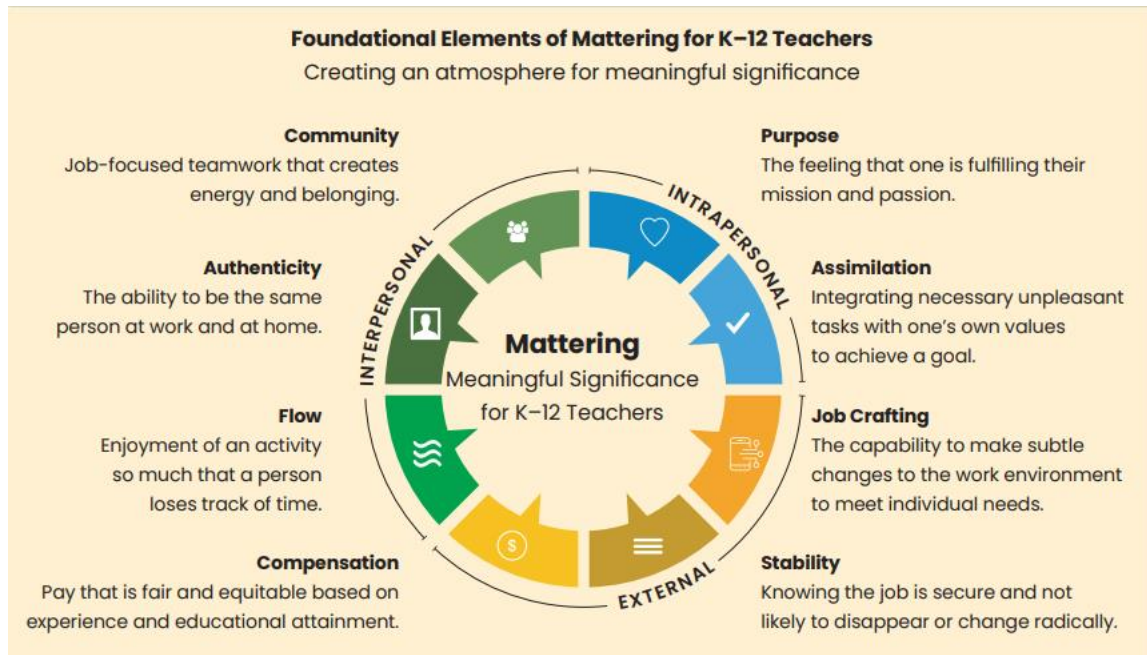 Foundational Elements of Mattering for K–12 Teachers
Creating an atmosphere for meaningful significance
Community
Job-focused teamwork that creates
energy and belonging.
Authenticity
The ability to be the same
person at work and at home.
Flow
Enjoyment of an activity
so much that a person
loses track of time.
Compensation
Pay that is fair and equitable based on
experience and educational attainment.
INTERPERSONAL
INTRAPERSONAL
EXTERNAL
$
Mattering
Meaningful Significance
for K–12 Teachers
Purpose
The feeling that one is fulfilling their
mission and passion.
Assimilation
Integrating necessary unpleasant
tasks with one’s own values
to achieve a goal.
Job Crafting
The capability to make subtle
changes to the work environment
to meet individual needs.
Stability
Knowing the job is secure and not
likely to disappear or change radically.